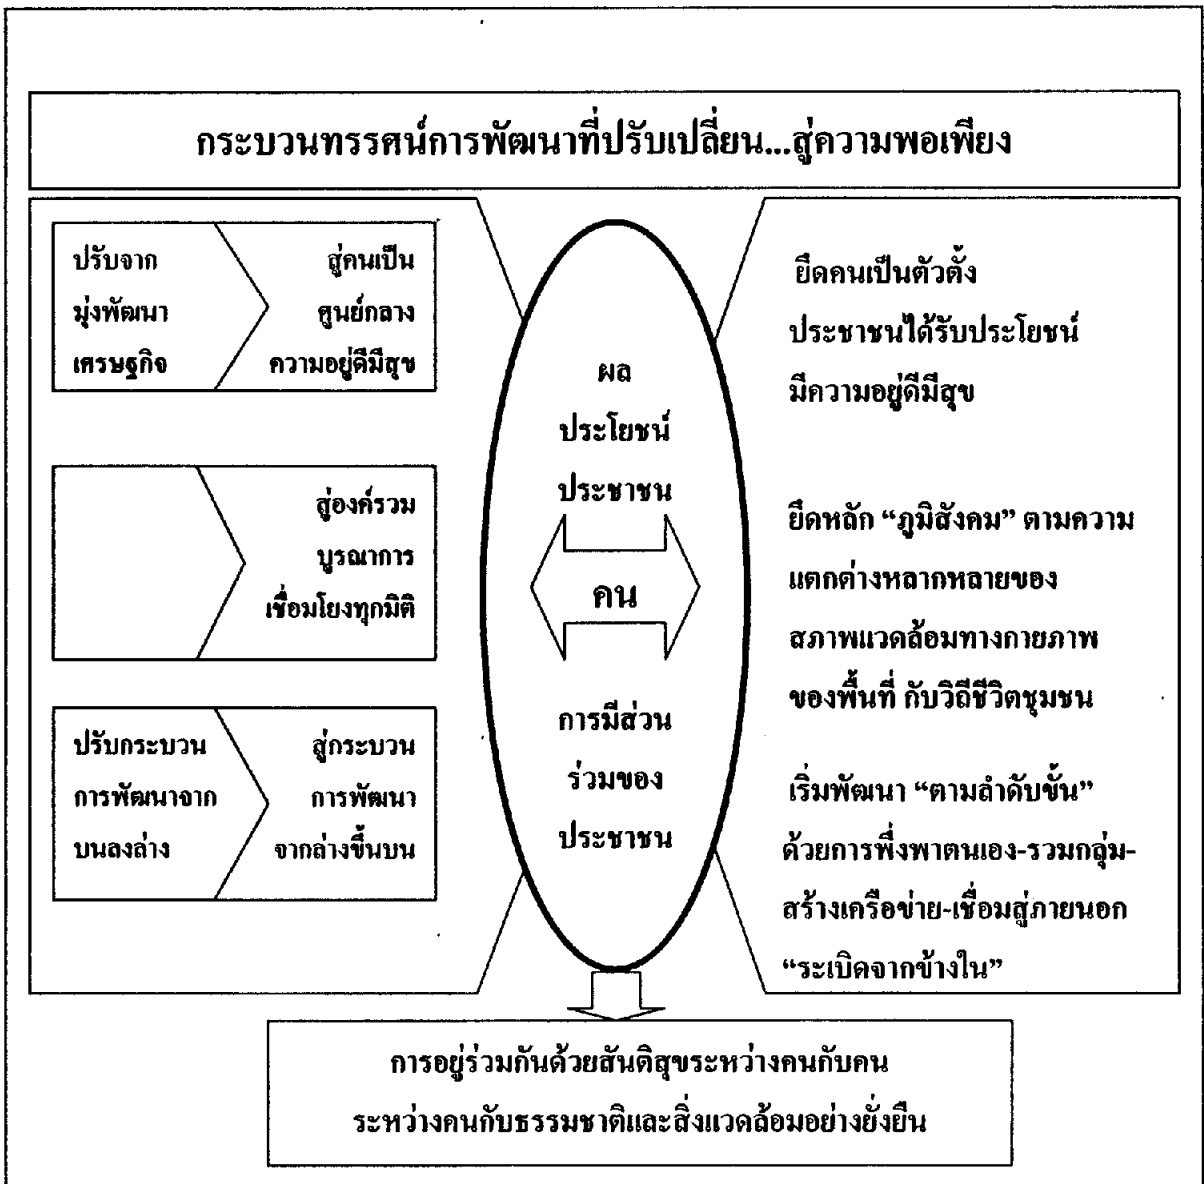 กระบวนทรรศน์การพัฒนาที่ปรับเปลี่ยน...สู่ความพอเพียง
ปรับจาก
มุ่งพัฒนา
เศรษฐกิจ
สู่คนเป็น
ศูนย์กลาง
ความอยู่ดีมีสุข
สู่องค์รวม
บูรณาการ
เชื่อมโยงทุกมิติ
ปรับกระบวน
การพัฒนาจาก
บนลงล่าง
สู่กระบวน
การพัฒนา
จากล่างขึ้นบน
ผล
ประโยชน์
ประชาชน
คน
การมีส่วน
ร่วมของ
ประชาชน
ยึดคนเป็นตัวตั้ง
ประชาชนได้รับประโยชน์
มีความอยู่ดีมีสุข
ยึดหลัก “ภูมิสังคม” ตามความ
แตกต่างหลากหลายของ
สภาพแวดล้อมทางกายภาพ
ของพื้นที่ กับวิถีชีวิตชุมชน
เริ่มพัฒนา “ตามลำดับขั้น”
ด้วยการพึ่งพาตนเอง-รวมกลุ่ม-
สร้างเครือข่าย-เชื่อมสู่ภายนอก
“ระเบิดจากข้างใน”
การอยู่ร่วมกันด้วยสันติสุขระหว่างคนกับคน
ระหว่างคนกับธรรมชาติและสิ่งแวดล้อมอย่างยั่งยืน